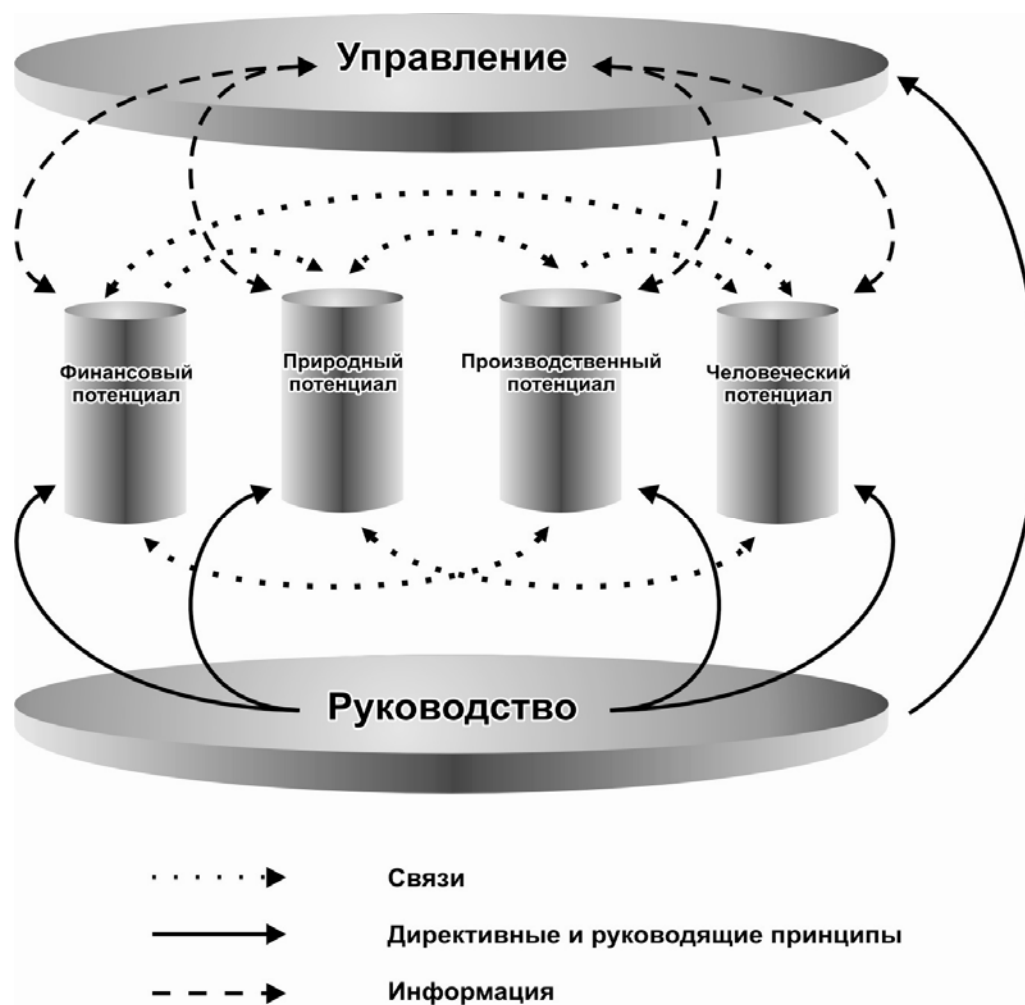 Управление
Финансовый
потенциал
Природный
потенциал
Производственный
потенциал
Человеческий
потенциал
Руководство
Связи
Директивные и руководящие принципы
Информация